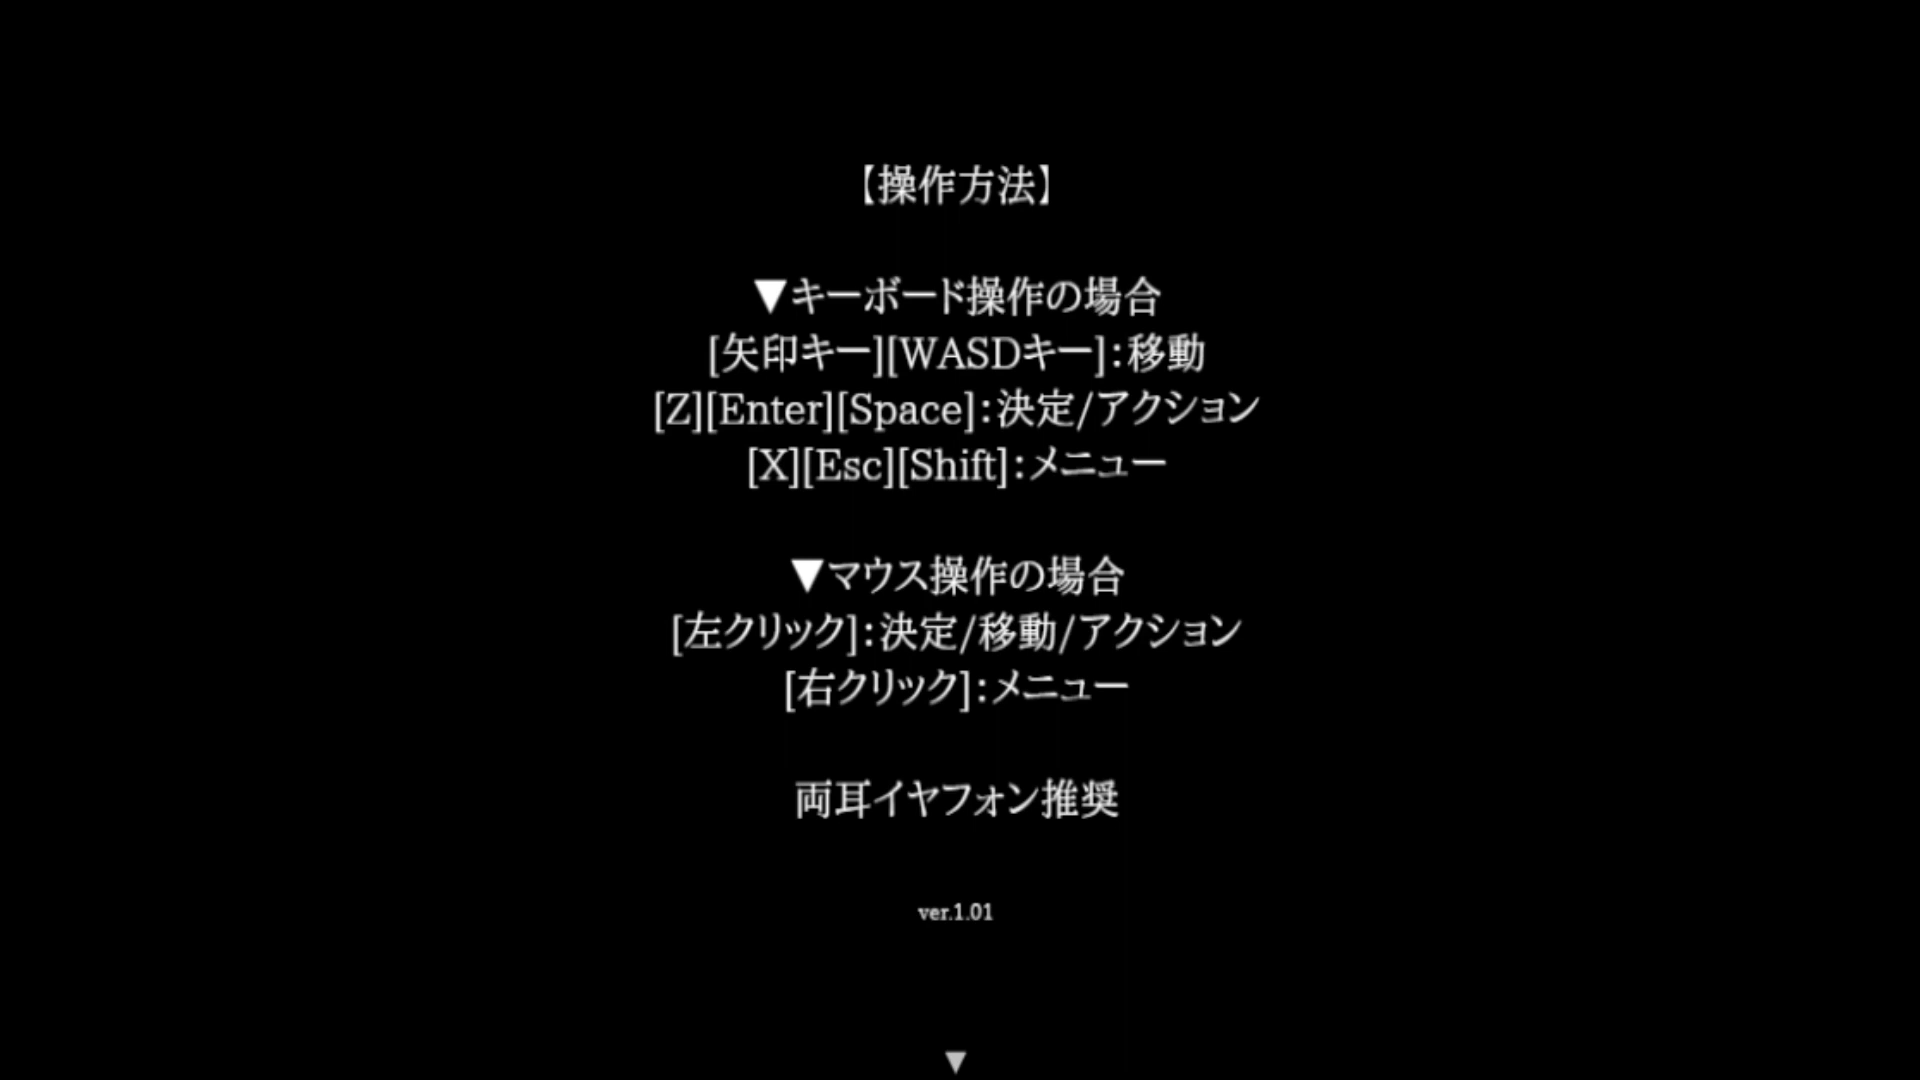 【操作方法】
▼キーボード操作の場合
[矢印キー][WASDキー]：移動
[Z][Enter][Space]：決定/アクション
[X][Esc][Shift]：メニュー
▼マウス操作の場合
[左クリック]：決定/移動/アクション
[右クリック]：メニュー
両耳イヤフォン推奨
ver.1.01
▼